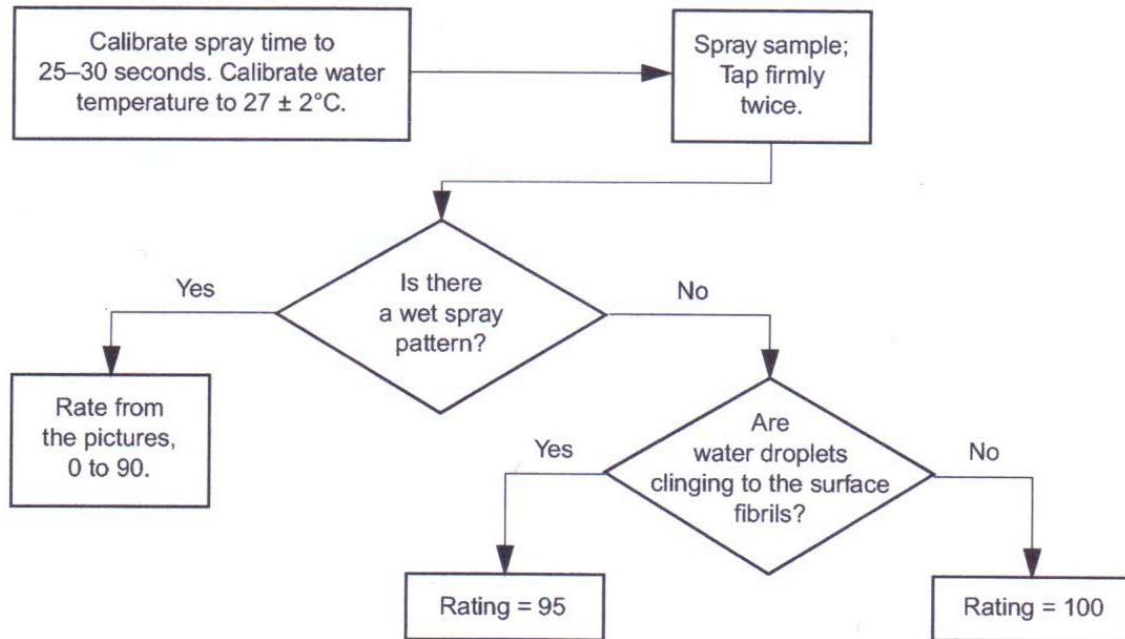 Calibrate spray time to
25–30 seconds. Calibrate water
temperature to 27 ± 2°C.
Spray sample;
Tap firmly
twice.
Is there
a wet spray
pattern?
Yes
No
Rate from
the pictures,
0 to 90.
Are
water droplets
clinging to the surface
fibrils?
Yes
No
Rating = 95
Rating = 100